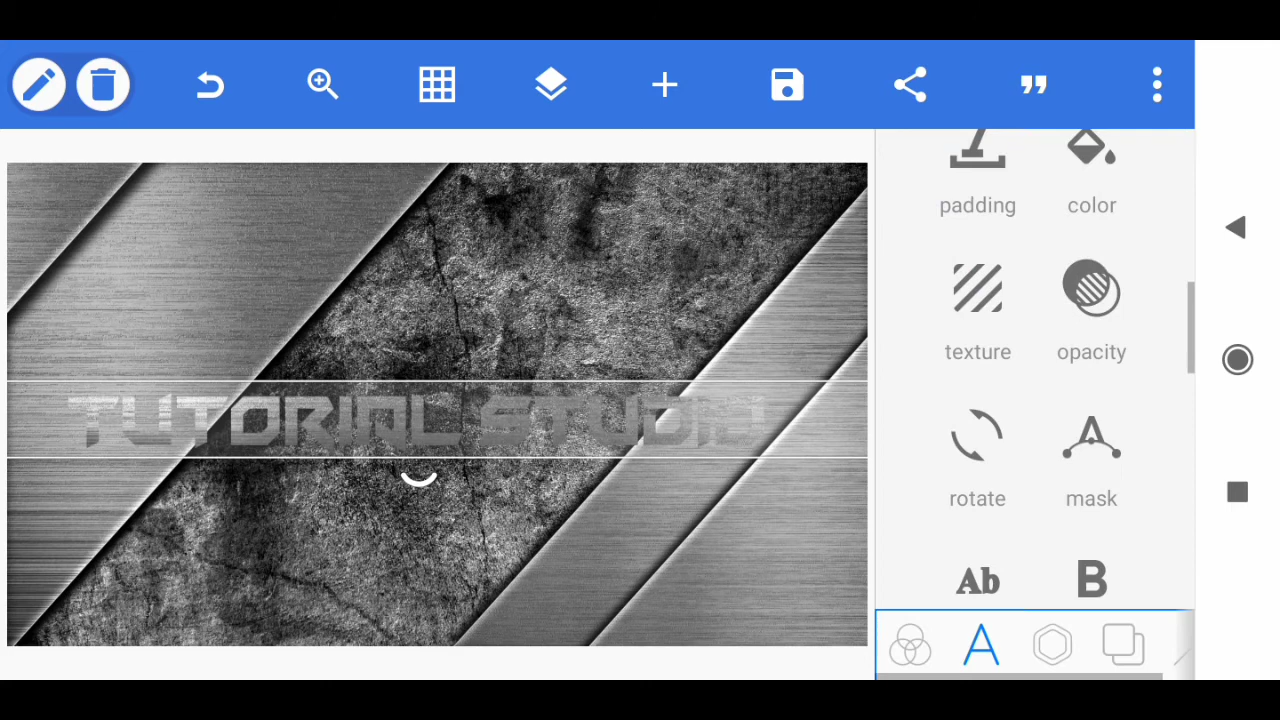 padding
color
texture
opacity
TUTORIAL STUDIO
rotate
mask
Ab
B
A